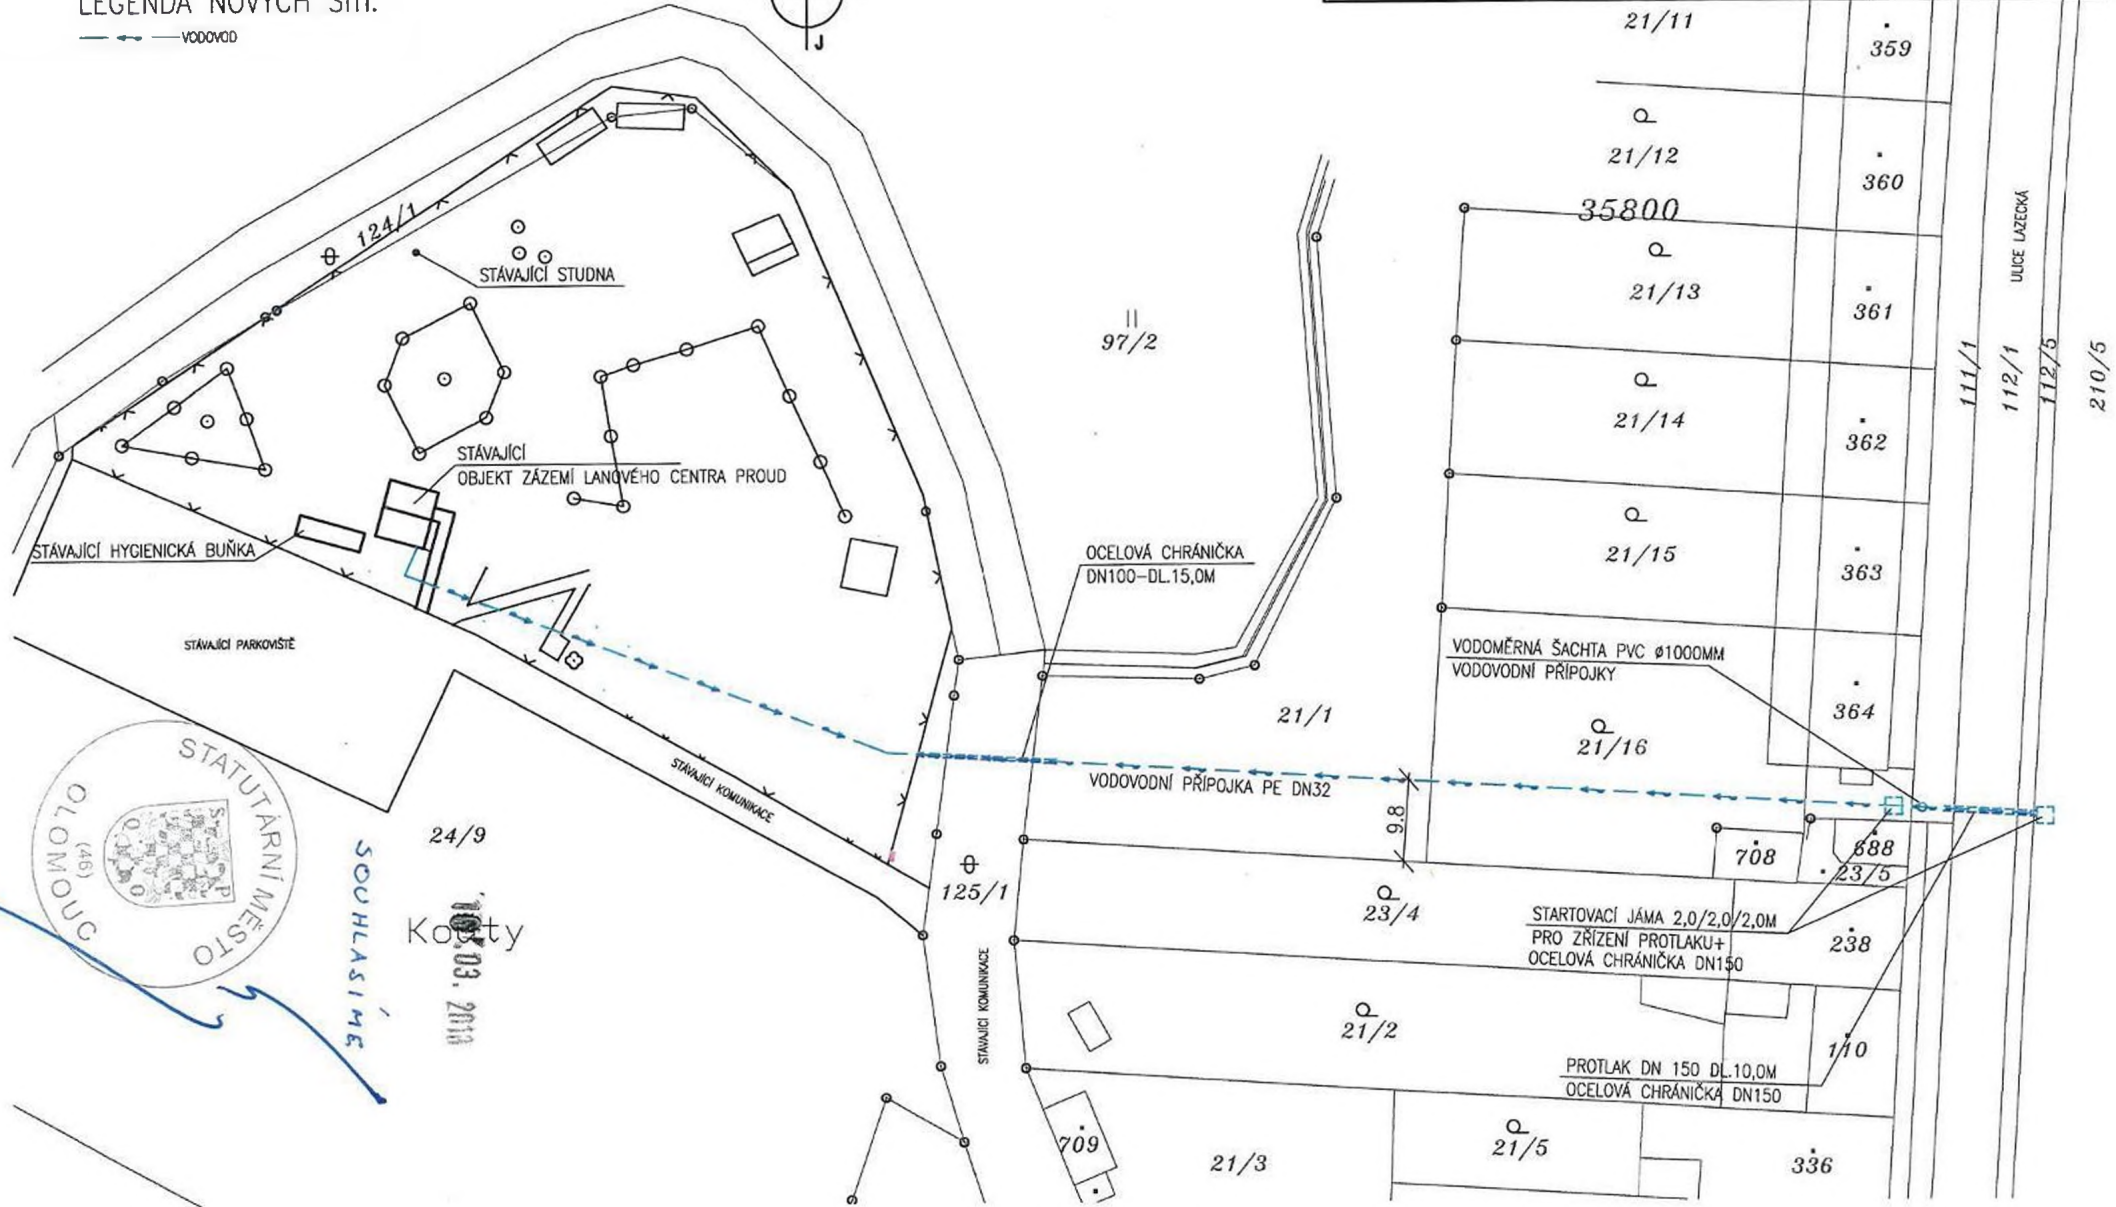 LEGENDA NOVÝCH SÍTÍ:
VODOVOD
J
21/11
359
21/12
360
35800
124/1
STÁVAJÍCÍ STUDNA
ULICE LAZECKÁ
21/13
361
97/2
111/1
112/1
112/5
210/5
21/14
362
STÁVAJÍCÍ
OBJEKT ZÁZEMÍ LANOVÉHO CENTRA PROUD
STÁVAJÍCÍ HYGIENICKÁ BUŇKA
OCELOVÁ CHRÁNIČKA
DN100-DL.15,0M
21/15
363
STÁVAJÍCÍ PARKOVIŠTĚ
VODOMĚRNÁ ŠACHTA PVC ø1000MM
VODOVODNÍ PŘÍPOJKY
364
21/1
21/16
STÁVAJÍCÍ KOMUNIKACE
VODOVODNÍ PŘÍPOJKA PE DN32
9.8
STATUTÁRNÍ MĚSTO
OLOMOUC
(46)
24/9
SOUHLASÍME
708
688
23/5
125/1
23/4
STARTOVACÍ JÁMA 2,0/2,0/2,0M
PRO ZŘÍZENÍ PROTLAKU+
OCELOVÁ CHRÁNIČKA DN150
238
STÁVAJÍCÍ KOMUNIKACE
21/2
110
PROTLAK DN 150 DL.10,0M
OCELOVÁ CHRÁNIČKA DN150
709
21/3
21/5
336